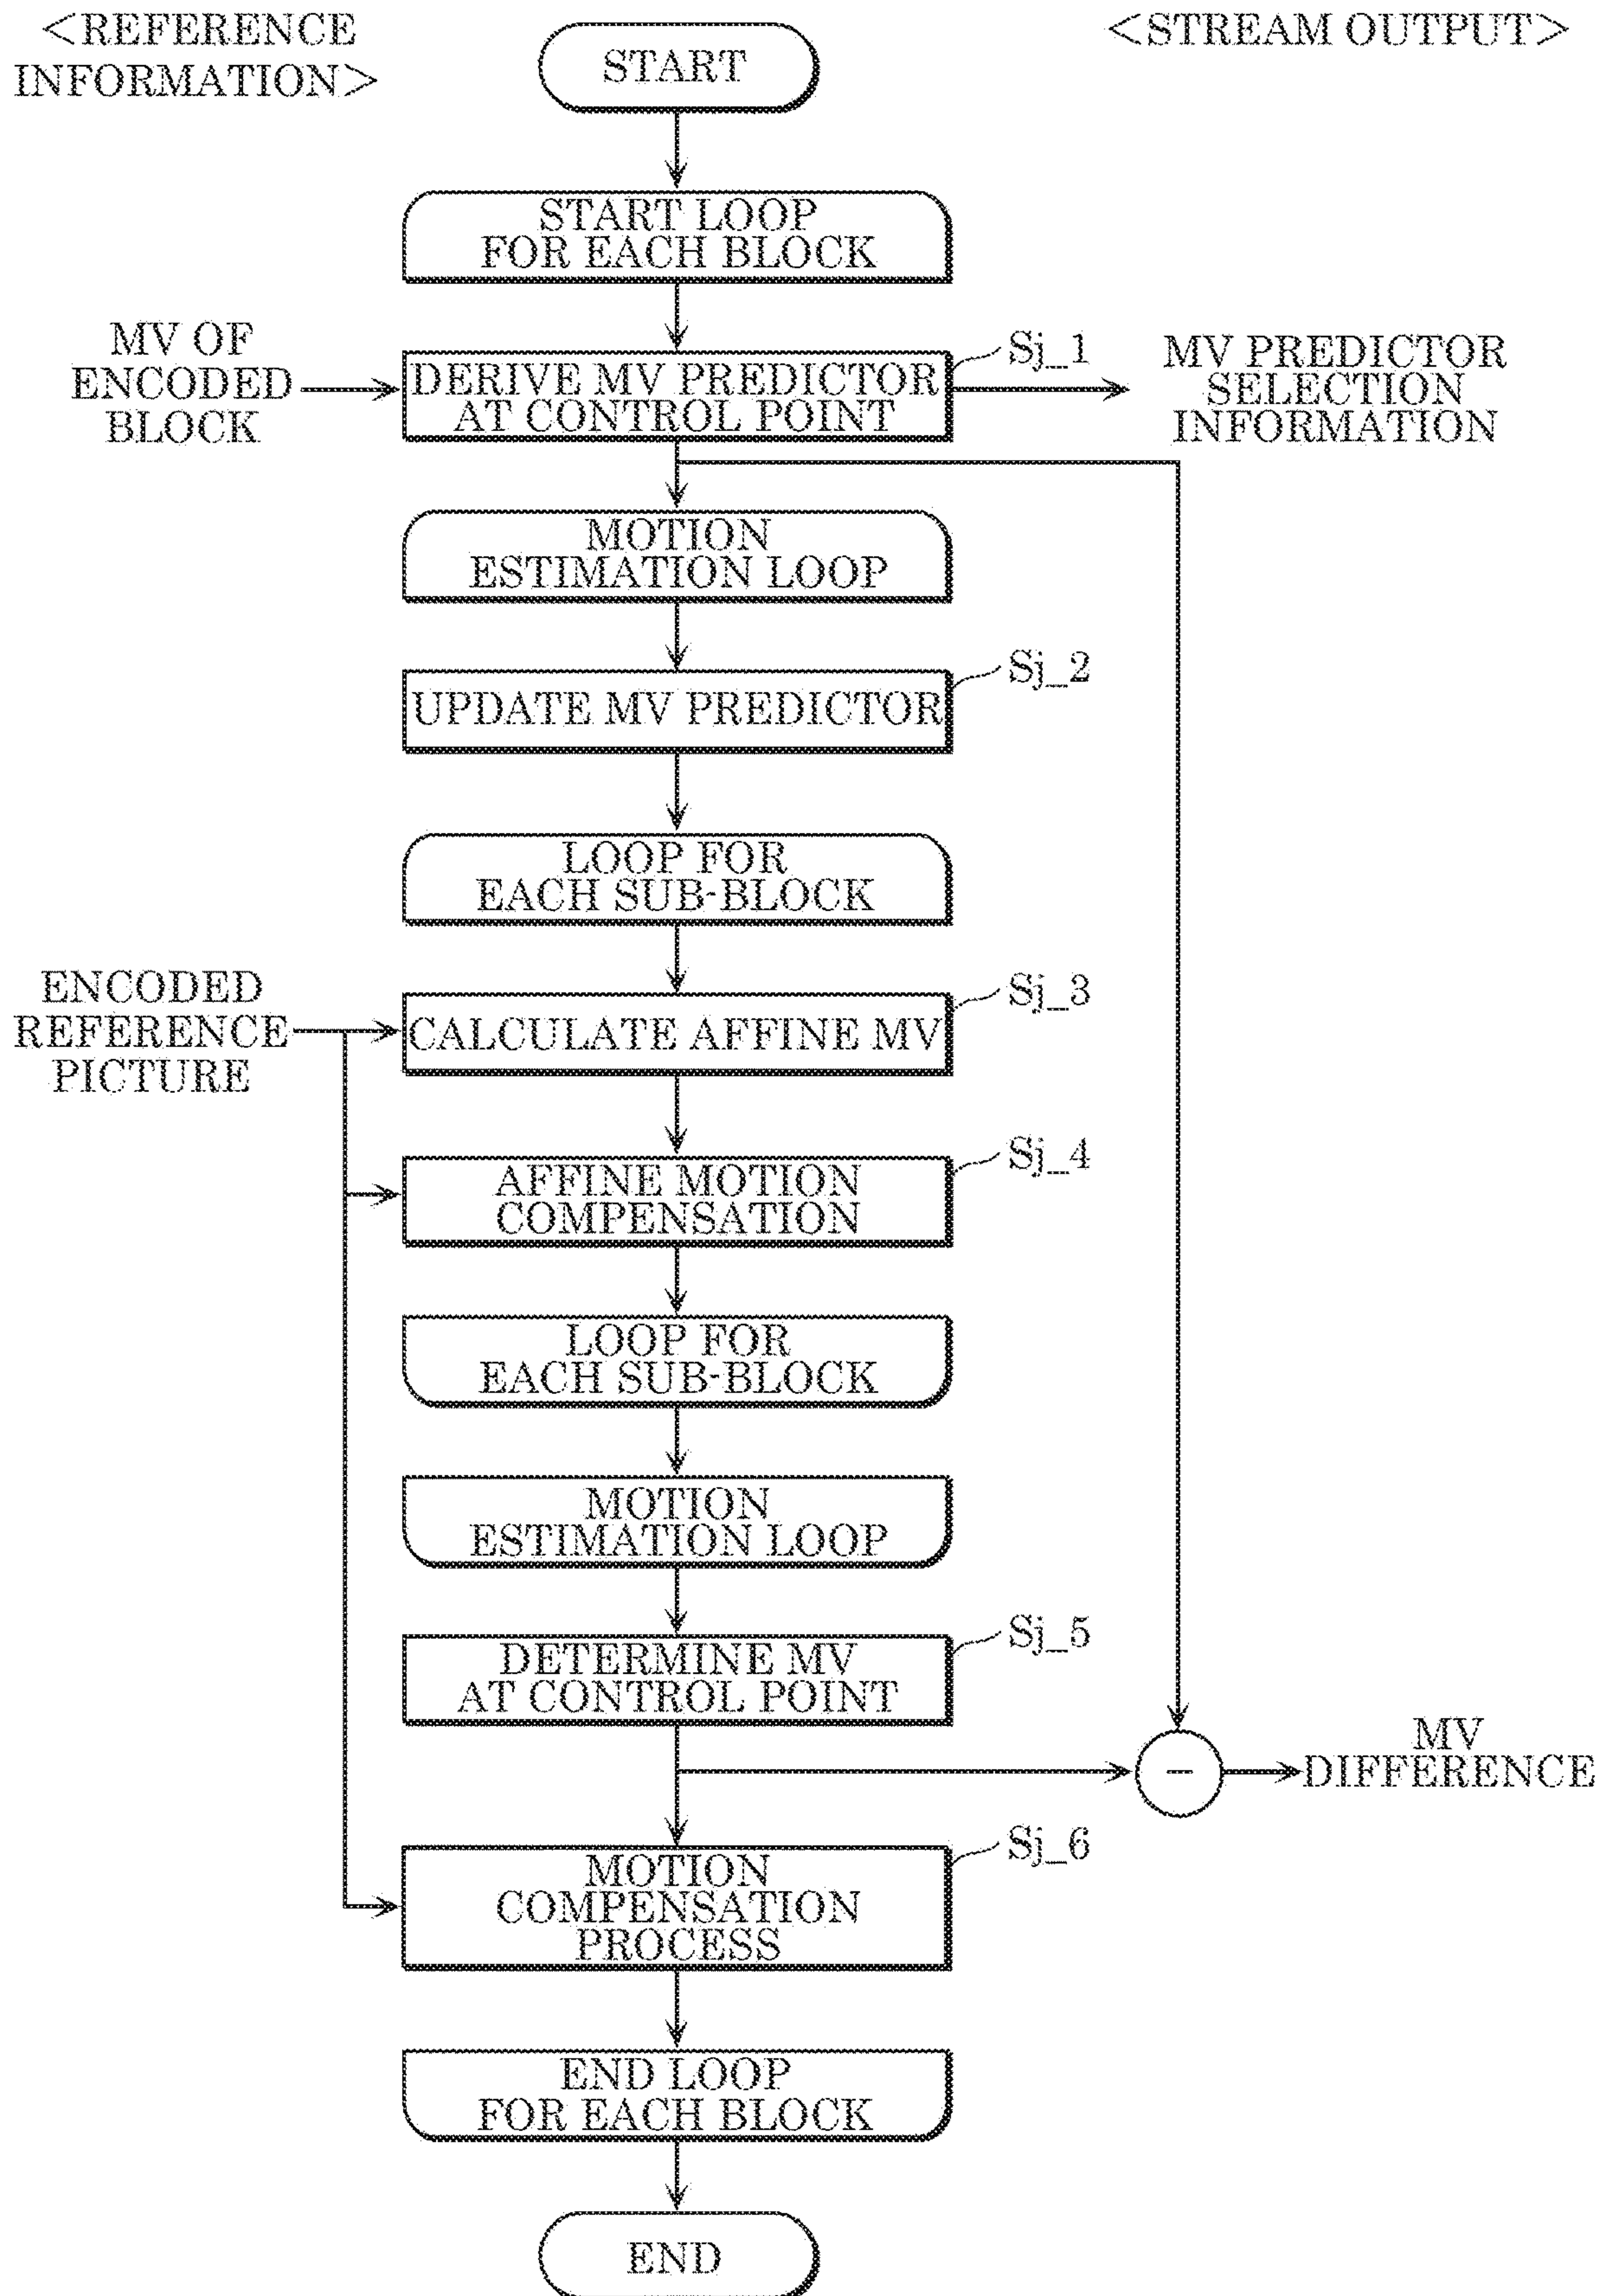 <REFERENCE
INFORMATION>
START
<STREAM OUTPUT>
START LOOP
FOR EACH BLOCK
MV OF
ENCODED
BLOCK
DERIVE MV PREDICTOR
AT CONTROL POINT
Sj_1
MV PREDICTOR
SELECTION
INFORMATION
MOTION
ESTIMATION LOOP
Sj_2
UPDATE MV PREDICTOR
LOOP FOR
EACH SUB-BLOCK
ENCODED
REFERENCE
PICTURE
Sj_3
CALCULATE AFFINE MV
Sj_4
AFFINE MOTION
COMPENSATION
LOOP FOR
EACH SUB-BLOCK
MOTION
ESTIMATION LOOP
Sj_5
DETERMINE MV
AT CONTROL POINT
−
MV
DIFFERENCE
Sj_6
MOTION
COMPENSATION
PROCESS
END LOOP
FOR EACH BLOCK
END